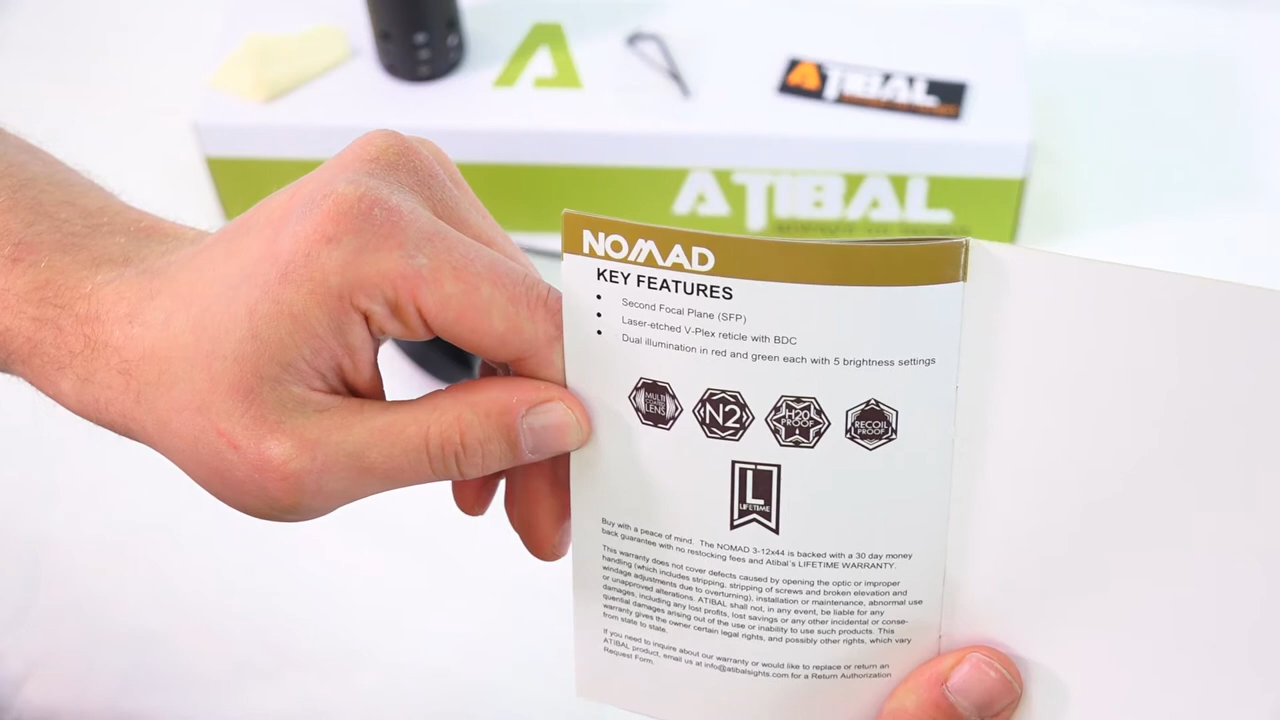 ATIBAL
ATIBAL
NOMAD
KEY FEATURES
• Second Focal Plane (SFP)
• Laser-etched V-Plex reticle with BDC
• Dual illumination in red and green each with 5 brightness settings
MULTI
COATED
LENS
N2
H20
PROOF
RECOIL
PROOF
L
LIFETIME
Buy with a peace of mind. The NOMAD 3-12x44 is backed with a 30 day money
back guarantee with no restocking fees and Atibal's LIFETIME WARRANTY.
This warranty does not cover defects caused by opening the optic or improper
handling (which includes stripping, stripping of screws and broken elevation and
windage adjustments due to overturning), installation or maintenance, abnormal use
or unapproved alterations. ATIBAL shall not, in any event, be liable for any
damages, including any lost profits, lost savings or any other incidental or conse-
quential damages arising out of the use or inability to use such products. This
warranty gives the owner certain legal rights, and possibly other rights, which vary
from state to state.
If you need to inquire about our warranty or would like to replace or return an
ATIBAL product, email us at info@atibalsights.com for a Return Authorization
Request Form.